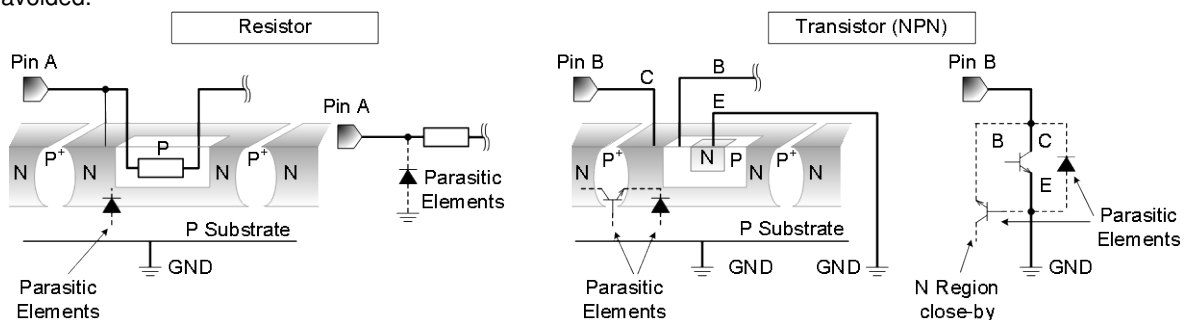 avoided.
Resistor
Transistor (NPN)
Pin A
Pin A
P
N
P+
N
P+
N
N
Parasitic
Elements
P Substrate
GND
Parasitic
Elements
Pin B
C
B
E
N
P+
N
N
P
P+
N
P Substrate
GND
GND
Parasitic
Elements
Pin B
B
C
E
Parasitic
Elements
GND
N Region
close-by